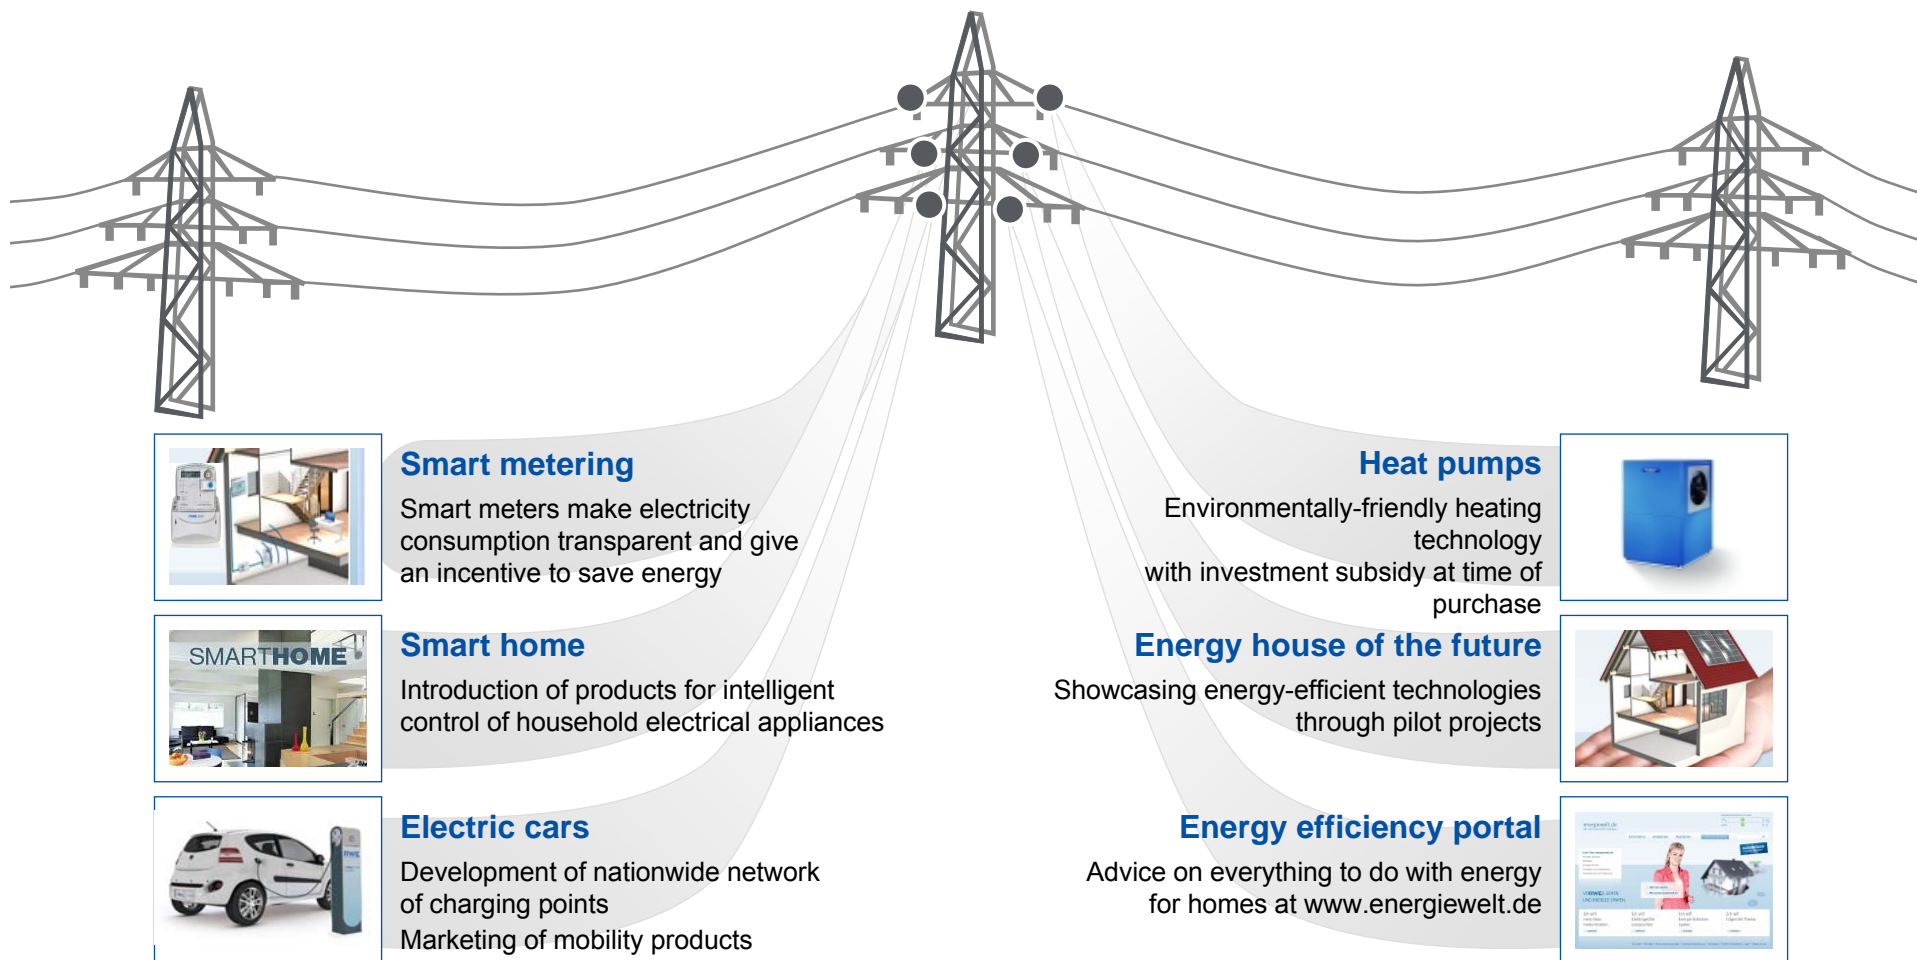 Smart metering
Smart meters make electricity
consumption transparent and give
an incentive to save energy
SMARTHOME
Smart home
Introduction of products for intelligent
control of household electrical appliances
RWE
Electric cars
Development of nationwide network
of charging points
Marketing of mobility products
Heat pumps
Environmentally-friendly heating
technology
with investment subsidy at time of
purchase
Energy house of the future
Showcasing energy-efficient technologies
through pilot projects
Energy efficiency portal
Advice on everything to do with energy
for homes at www.energiewelt.de
energiewelt.de